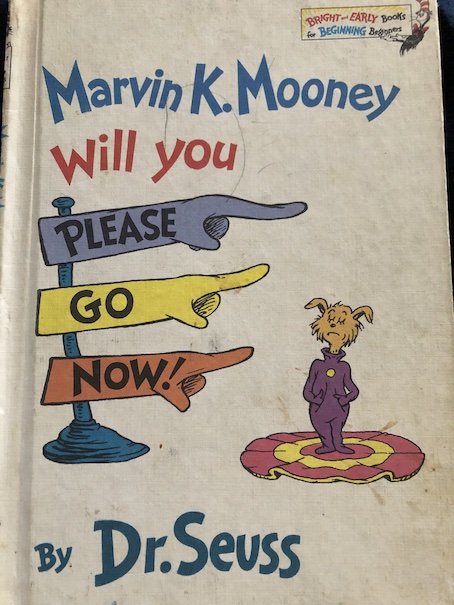 BRIGHT and EARLY BOOKS
for BEGINNING Beginners
Marvin K. Mooney
Will you
PLEASE
GO
NOW!
By Dr. Seuss